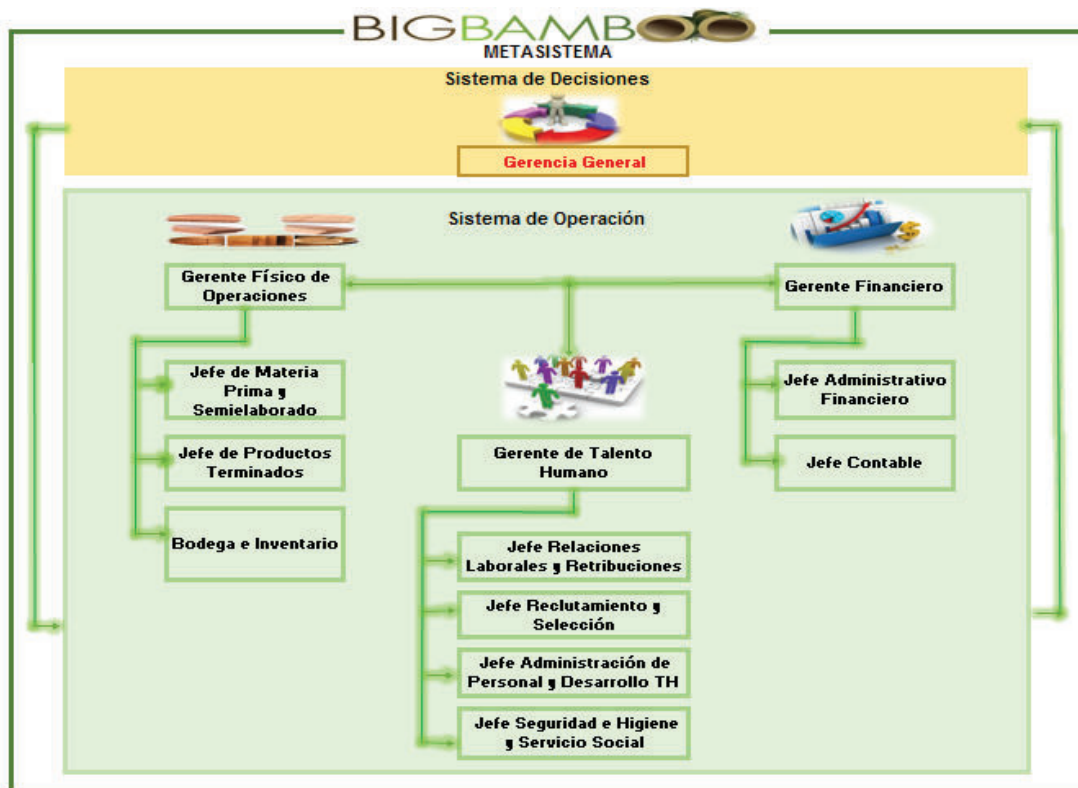 BIGBAMBOO
METASISTEMA
Sistema de Decisiones
Gerencia General
Sistema de Operación
Gerente Físico de
Operaciones
Jefe de Materia
Prima y
Semielaborado
Jefe de Productos
Terminados
Bodega e Inventario
Gerente de Talento
Humano
Jefe Relaciones
Laborales y Retribuciones
Jefe Reclutamiento y
Selección
Jefe Administración de
Personal y Desarrollo TH
Jefe Seguridad e Higiene
y Servicio Social
Gerente Financiero
Jefe Administrativo
Financiero
Jefe Contable